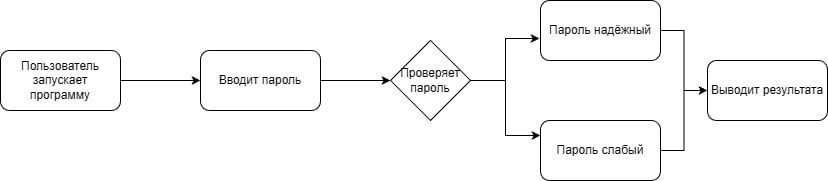 Пользователь
запускает
программу
Вводит пароль
Проверяет
пароль
Пароль надёжный
Пароль слабый
Выводит результата